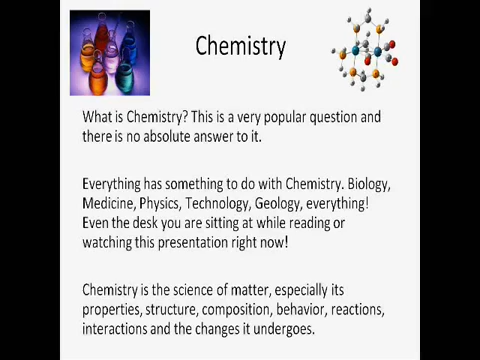 Chemistry
What is Chemistry? This is a very popular question and
there is no absolute answer to it.
Everything has something to do with Chemistry. Biology,
Medicine, Physics, Technology, Geology, everything!
Even the desk you are sitting at while reading or
watching this presentation right now!
Chemistry is the science of matter, especially its
properties, structure, composition, behavior, reactions,
interactions and the changes it undergoes.